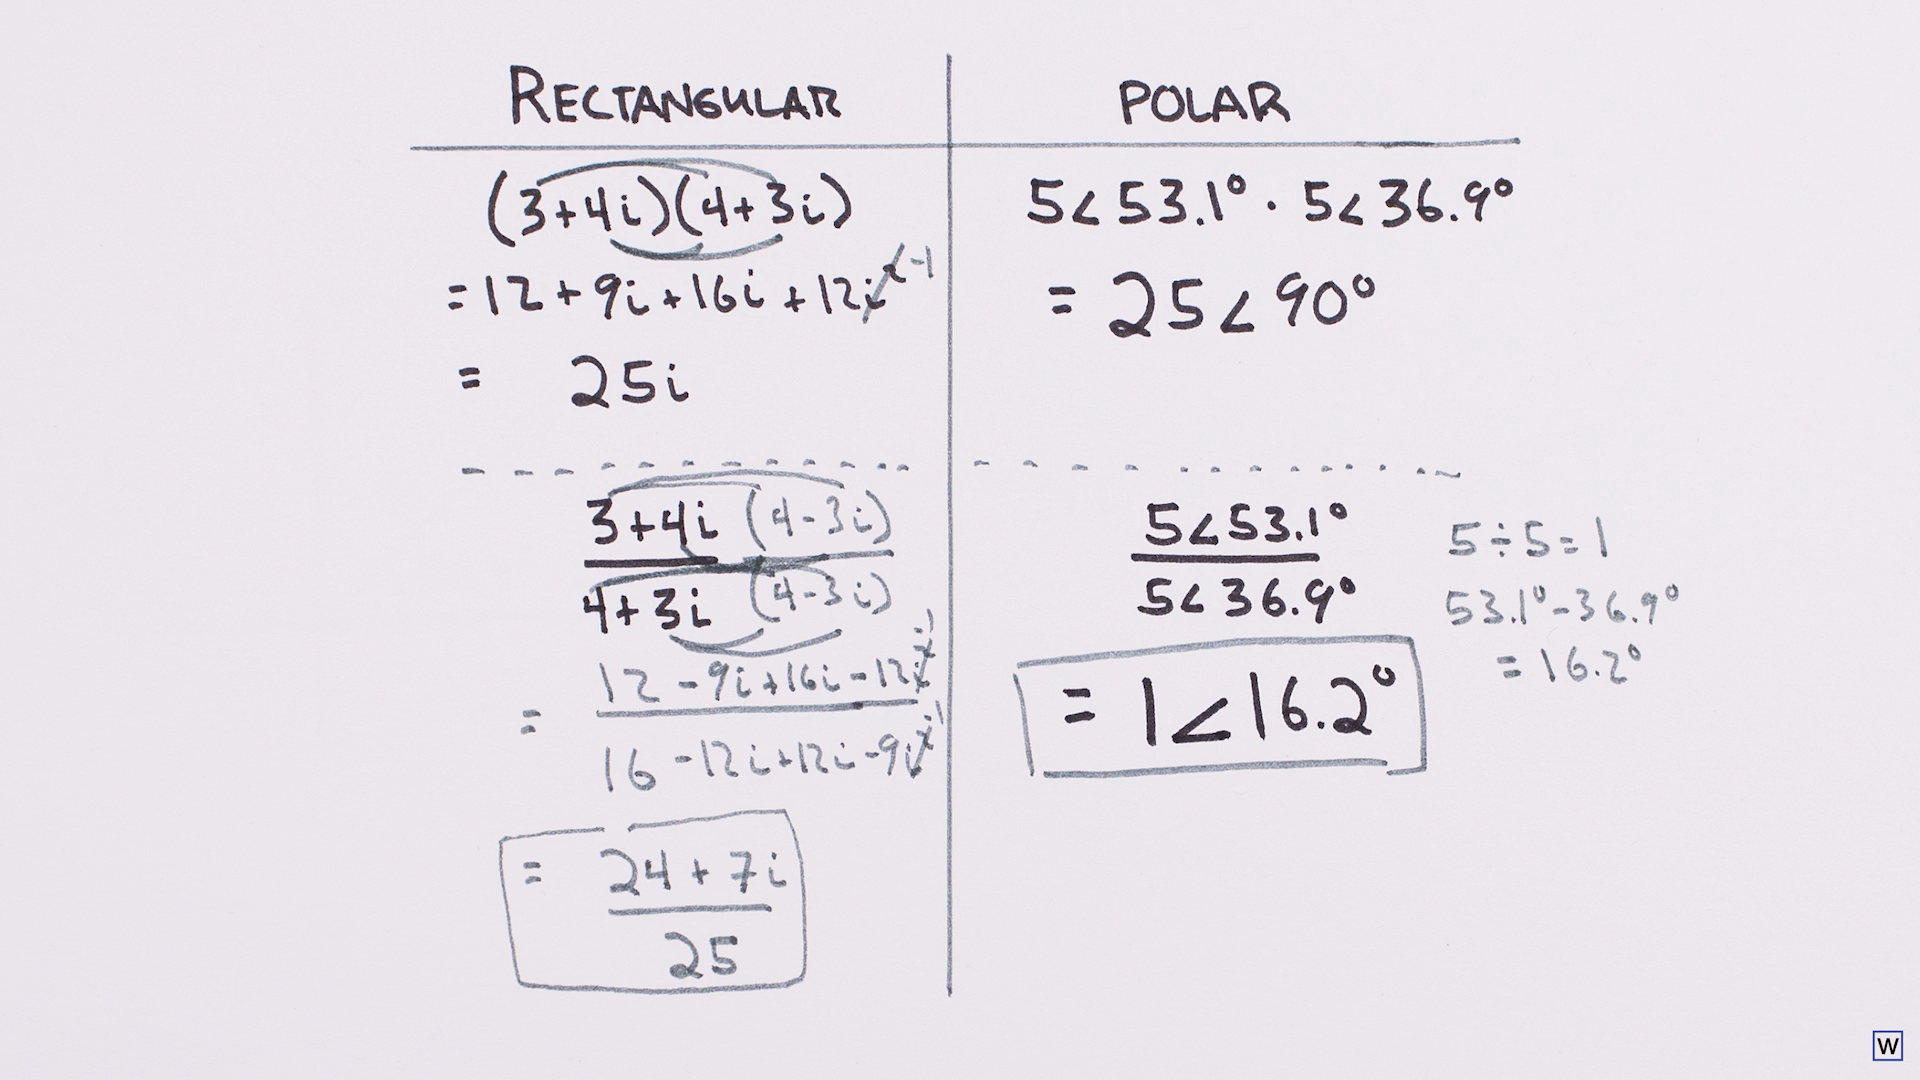 RECTANGULAR
(3+4i)(4+3i)
=12+9i+16i+12i² -1
= 25i
3+4i (4-3i)
4+3i (4-3i)
= 12-9i+16i-12i² -1
16-12i+12i-9i² -1
= 24+7i
25
POLAR
5<53.1° · 5<36.9°
= 25<90°
5<53.1°
5<36.9°
= 1<16.2°
5÷5=1
53.1°-36.9°
=16.2°
W